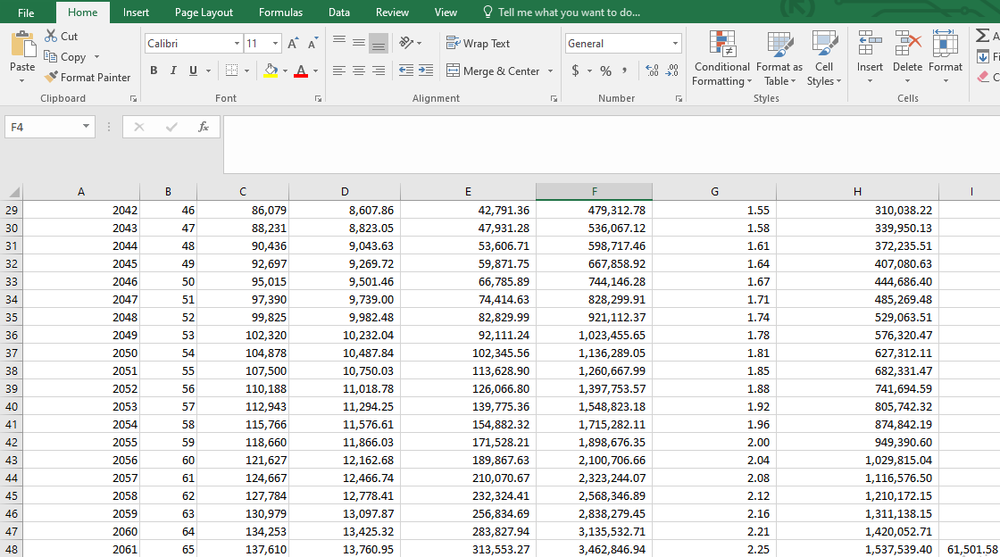 File Home Insert Page Layout Formulas Data Review View Tell me what you want to do...
Cut
Copy
Format Painter
Paste
Clipboard
Calibri 11 A A
B I U A
Font
Wrap Text
Merge & Center
Alignment
General
$ % , .0 .00 .00 .0
Number
Conditional Formatting
Format as Table
Cell Styles
Styles
Insert Delete Format
Cells
F4 fx
A B C D E F G H I
29 2042 46 86,079 8,607.86 42,791.36 479,312.78 1.55 310,038.22
30 2043 47 88,231 8,823.05 47,931.28 536,067.12 1.58 339,950.13
31 2044 48 90,436 9,043.63 53,606.71 598,717.46 1.61 372,235.51
32 2045 49 92,697 9,269.72 59,871.75 667,858.92 1.64 407,080.63
33 2046 50 95,015 9,501.46 66,785.89 744,146.28 1.67 444,686.40
34 2047 51 97,390 9,739.00 74,414.63 828,299.91 1.71 485,269.48
35 2048 52 99,825 9,982.48 82,829.99 921,112.37 1.74 529,063.51
36 2049 53 102,320 10,232.04 92,111.24 1,023,455.65 1.78 576,320.47
37 2050 54 104,878 10,487.84 102,345.56 1,136,289.05 1.81 627,312.11
38 2051 55 107,500 10,750.03 113,628.90 1,260,667.99 1.85 682,331.47
39 2052 56 110,188 11,018.78 126,066.80 1,397,753.57 1.88 741,694.59
40 2053 57 112,943 11,294.25 139,775.36 1,548,823.18 1.92 805,742.32
41 2054 58 115,766 11,576.61 154,882.32 1,715,282.11 1.96 874,842.19
42 2055 59 118,660 11,866.03 171,528.21 1,898,676.35 2.00 949,390.60
43 2056 60 121,627 12,162.68 189,867.63 2,100,706.66 2.04 1,029,815.04
44 2057 61 124,667 12,466.74 210,070.67 2,323,244.07 2.08 1,116,576.50
45 2058 62 127,784 12,778.41 232,324.41 2,568,346.89 2.12 1,210,172.15
46 2059 63 130,979 13,097.87 256,834.69 2,838,279.45 2.16 1,311,138.15
47 2060 64 134,253 13,425.32 283,827.94 3,135,532.71 2.21 1,420,052.71
48 2061 65 137,610 13,760.95 313,553.27 3,462,846.94 2.25 1,537,539.40 61,501.58